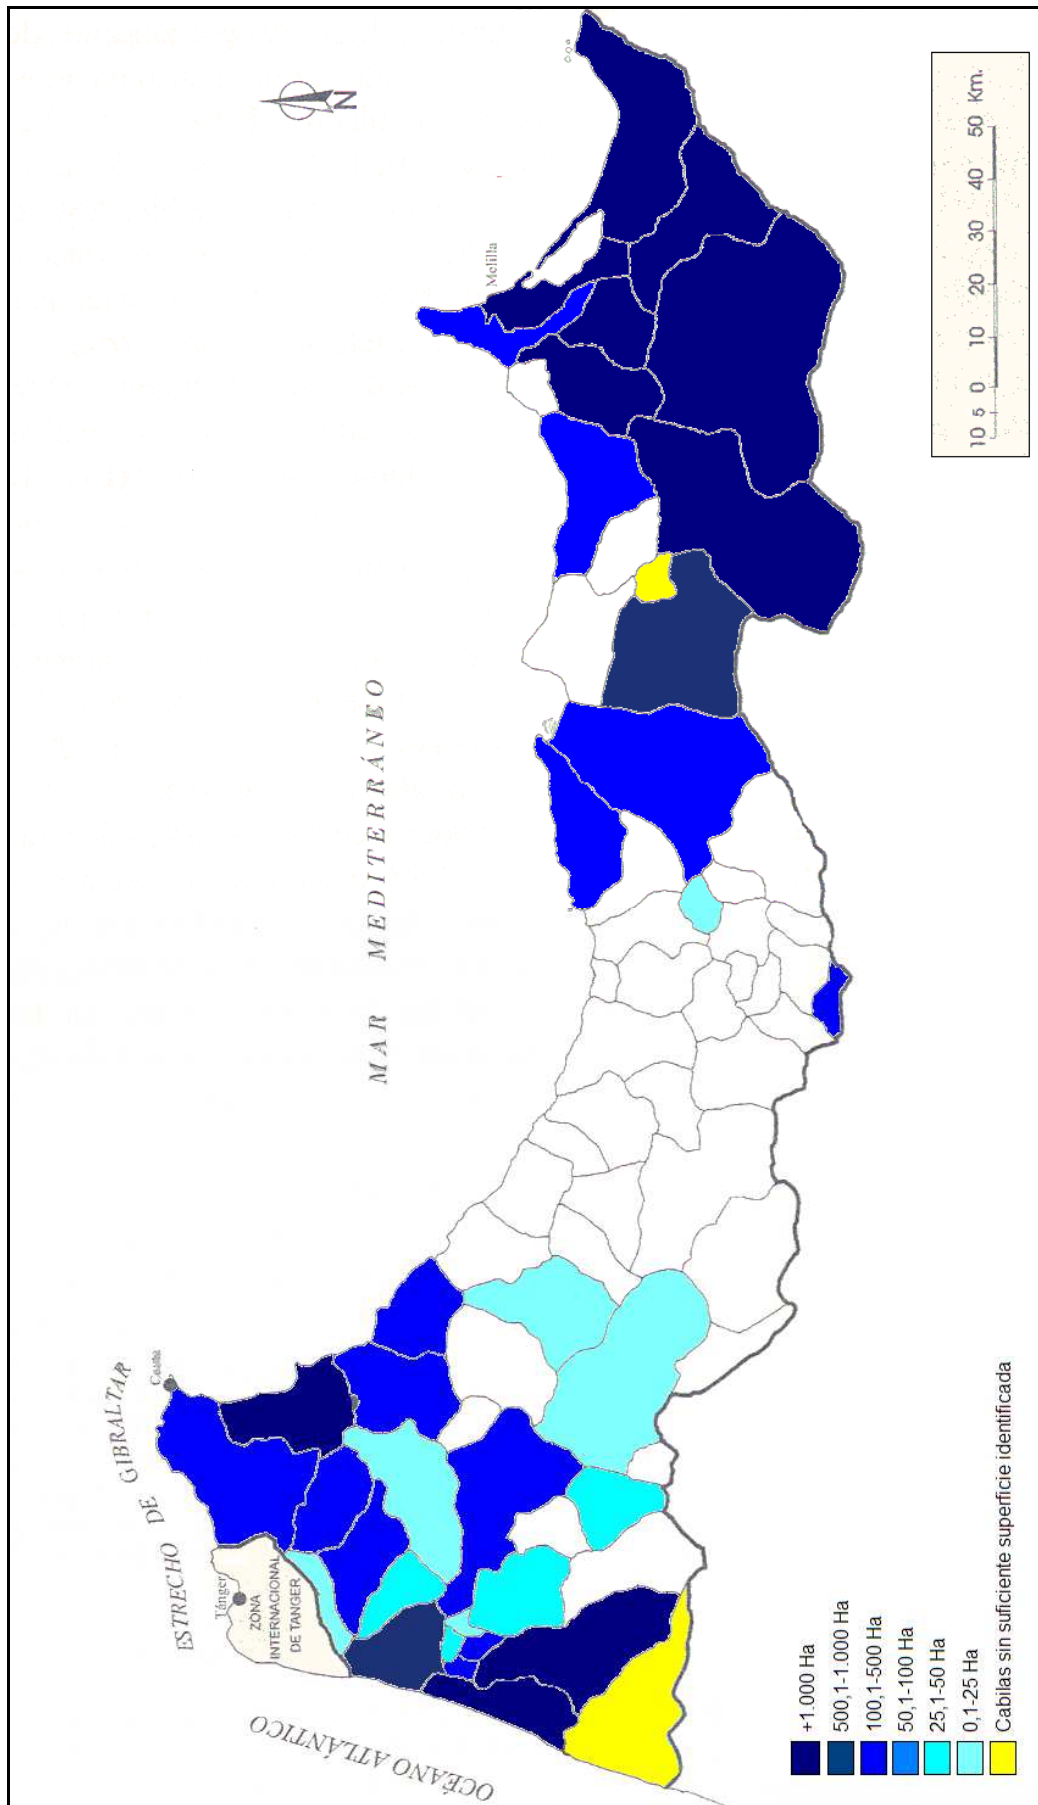 ESTRECHO DE GIBRALTAR
Ceuta
Tánger
ZONA
INTERNACIONAL
DE TANGER
OCÉANO ATLÁNTICO
MAR MEDITERRÁNEO
Melilla
N
10 5 0 10 20 30 40 50 Km.
+1.000 Ha
500,1-1.000 Ha
100,1-500 Ha
50,1-100 Ha
25,1-50 Ha
0,1-25 Ha
Cabilas sin suficiente superficie identificada